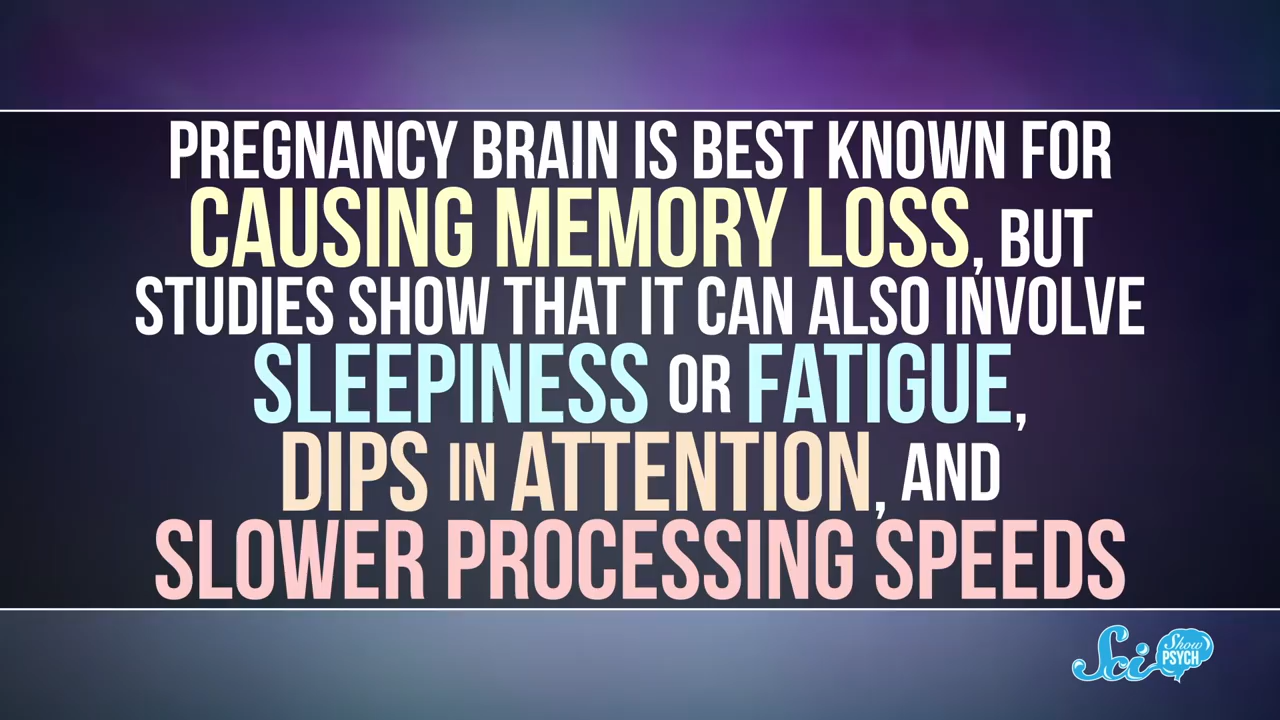 PREGNANCY BRAIN IS BEST KNOWN FOR
CAUSING MEMORY LOSS, BUT
STUDIES SHOW THAT IT CAN ALSO INVOLVE
SLEEPINESS OR FATIGUE,
DIPS IN ATTENTION, AND
SLOWER PROCESSING SPEEDS
Sci Show
PSYCH